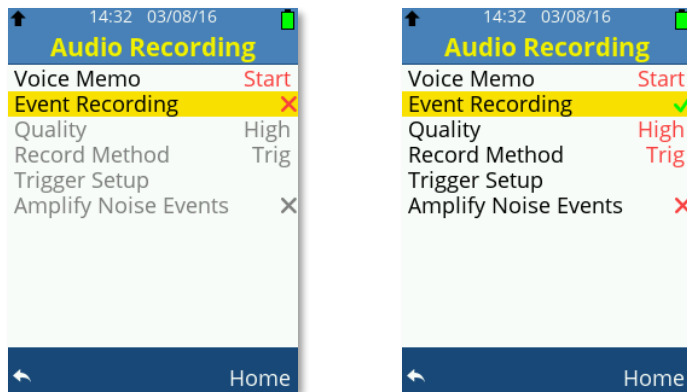 14:32 03/08/16
Audio Recording
Voice Memo Start
Event Recording
Quality High
Record Method Trig
Trigger Setup
Amplify Noise Events
Home
14:32 03/08/16
Audio Recording
Voice Memo Start
Event Recording
Quality High
Record Method Trig
Trigger Setup
Amplify Noise Events
Home